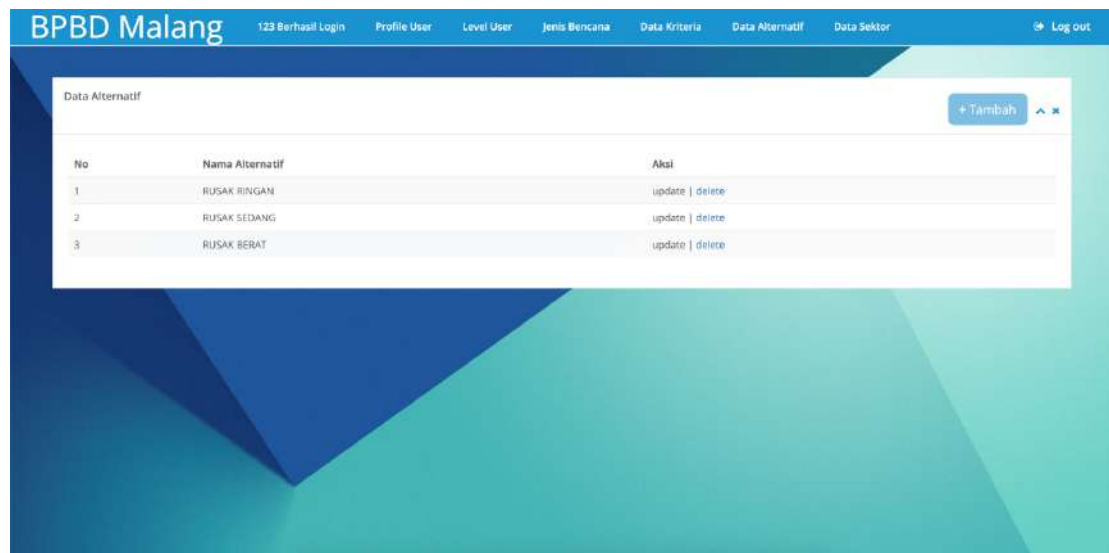 BPBD Malang 123 Berhasil Login Profile User Level User Jenis Bencana Data Kriteria Data Alternatif Data Sektor Log out
Data Alternatif
+ Tambah
No Nama Alternatif Aksi
1 RUSAK RINGAN update | delete
2 RUSAK SEDANG update | delete
3 RUSAK BERAT update | delete